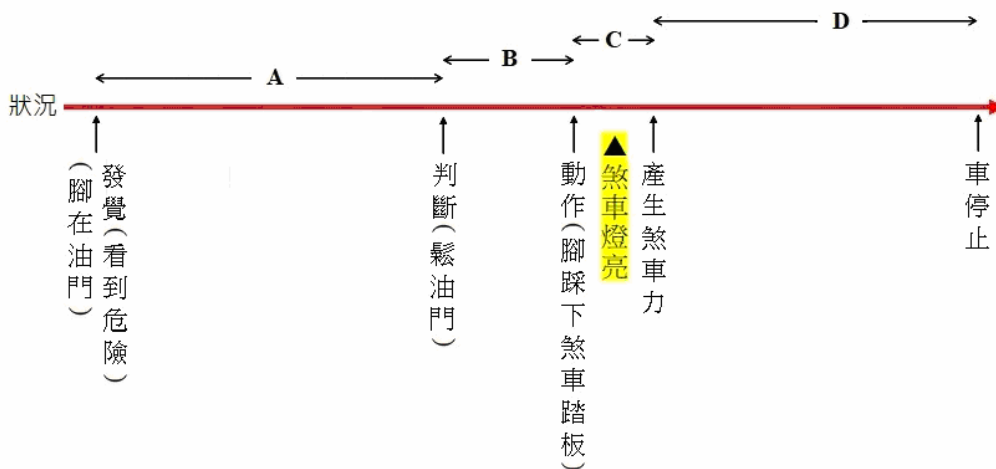 D
C
B
A
狀況
發覺(看到危險)
(腳在油門)
判斷(鬆油門)
動作(腳踩下煞車踏板)
▲煞車燈亮
產生煞車力
車停止